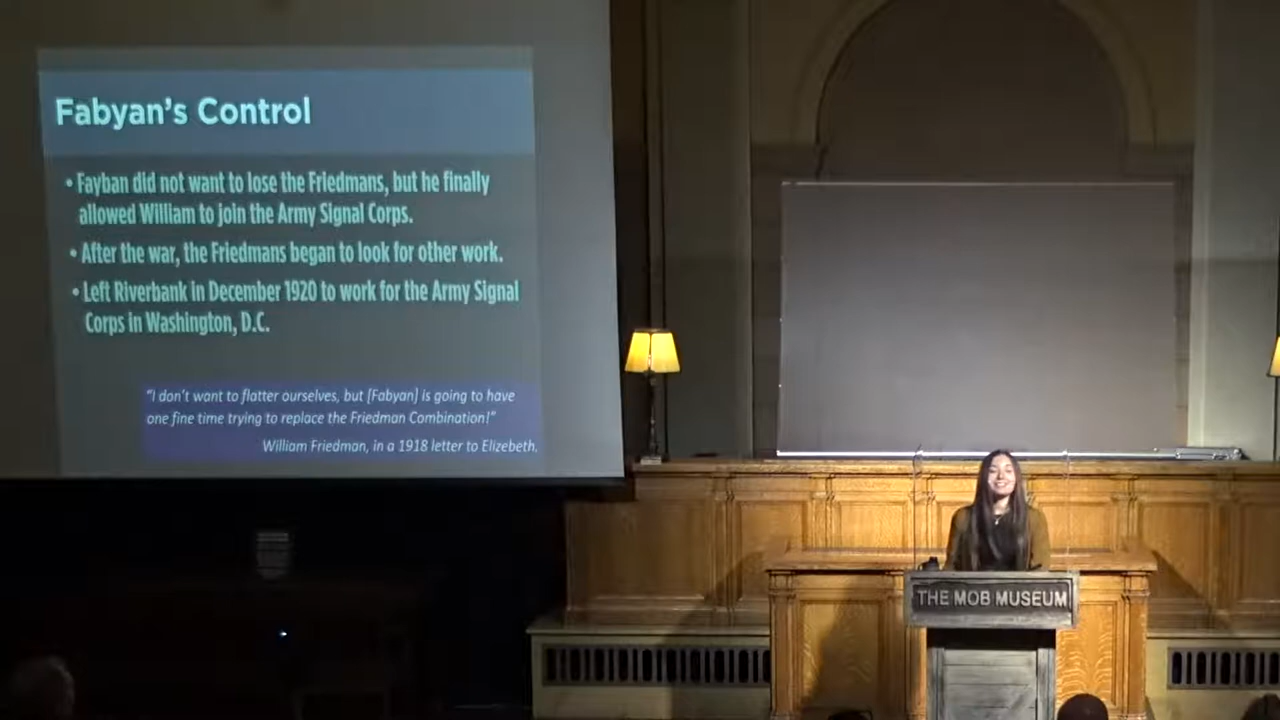 Fabyan's Control
• Fayban did not want to lose the Friedmans, but he finally
allowed William to join the Army Signal Corps.
• After the war, the Friedmans began to look for other work.
• Left Riverbank in December 1920 to work for the Army Signal
Corps in Washington, D.C.
"I don't want to flatter ourselves, but [Fabyan] is going to have
one fine time trying to replace the Friedman Combination!"
William Friedman, in a 1918 letter to Elizebeth.
THE MOB MUSEUM